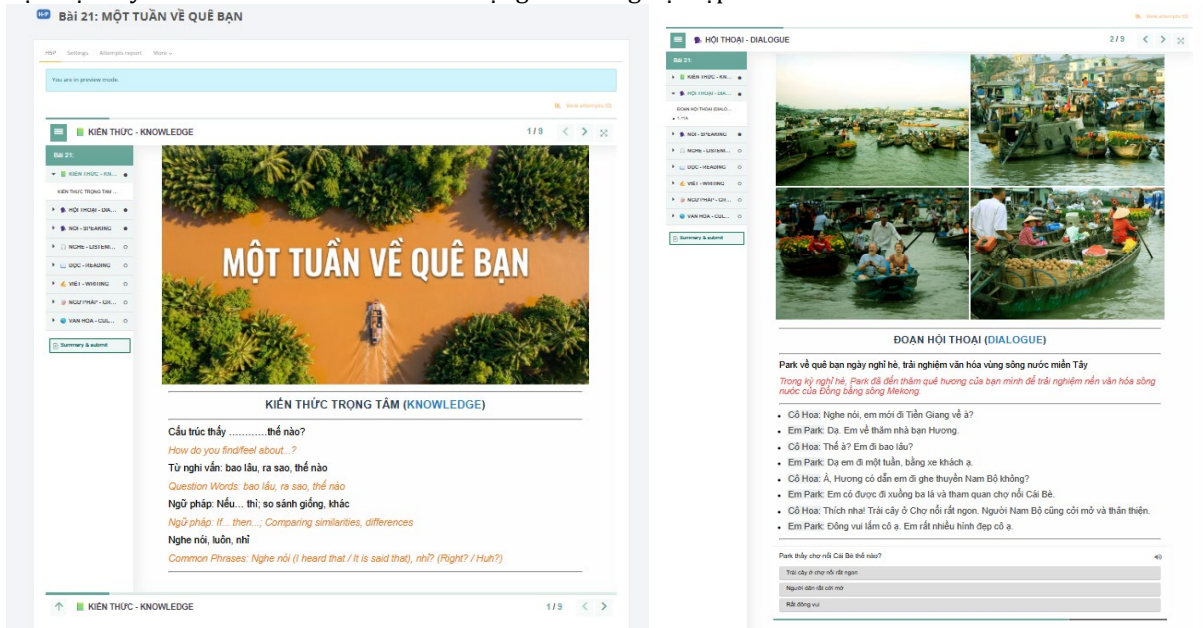 Bài 21: MỘT TUẦN VỀ QUÊ BẠN
H5P Settings Attempts report More
You are in preview mode.
View attempts (0)
KIẾN THỨC - KNOWLEDGE
1 / 9
Bài 21:
KIẾN THỨC - KN...
KIẾN THỨC TRỌNG TÂM ...
HỘI THOẠI - DIA...
NÓI - SPEAKING
NGHE - LISTENI...
ĐỌC - READING
VIẾT - WRITING
NGỮ PHÁP - GR...
VĂN HÓA - CUL...
Summary & submit
MỘT TUẦN VỀ QUÊ BẠN
KIẾN THỨC TRỌNG TÂM (KNOWLEDGE)
Cấu trúc thấy …………thế nào?
How do you find/feel about...?
Từ nghi vấn: bao lâu, ra sao, thế nào
Question Words: bao lâu, ra sao, thế nào
Ngữ pháp: Nếu… thì; so sánh giống, khác
Ngữ pháp: If... then...; Comparing similarities, differences
Nghe nói, luôn, nhỉ
Common Phrases: Nghe nói (I heard that / It is said that), nhỉ? (Right? / Huh?)
KIẾN THỨC - KNOWLEDGE
1 / 9
View attempts (0)
HỘI THOẠI - DIALOGUE
2 / 9
Bài 21:
KIẾN THỨC - KN...
HỘI THOẠI - DIA...
ĐOẠN HỘI THOẠI (DIALO...
NÓI - SPEAKING
NGHE - LISTENI...
ĐỌC - READING
VIẾT - WRITING
NGỮ PHÁP - GR...
VĂN HÓA - CUL...
Summary & submit
ĐOẠN HỘI THOẠI (DIALOGUE)
Park về quê bạn ngày nghỉ hè, trải nghiệm văn hóa vùng sông nước miền Tây
Trong kỳ nghỉ hè, Park đã đến thăm quê hương của bạn mình để trải nghiệm nền văn hóa sông
nước của Đồng bằng sông Mekong.
Cô Hoa: Nghe nói, em mới đi Tiền Giang về à?
Em Park: Dạ. Em về thăm nhà bạn Hương.
Cô Hoa: Thế à? Em đi bao lâu?
Em Park: Dạ em đi một tuần, bằng xe khách ạ.
Cô Hoa: À, Hương có dẫn em đi ghe thuyền Nam Bộ không?
Em Park: Em có được đi xuồng ba lá và tham quan chợ nổi Cái Bè.
Cô Hoa: Thích nha! Trái cây ở Chợ nổi rất ngon. Người Nam Bộ cũng cởi mở và thân thiện.
Em Park: Đông vui lắm cô ạ. Em rất nhiều hình đẹp cô ạ.
Park thấy chợ nổi Cái Bè thế nào?
Trái cây ở chợ nổi rất ngon
Người dân rất cởi mở
Rất đông vui